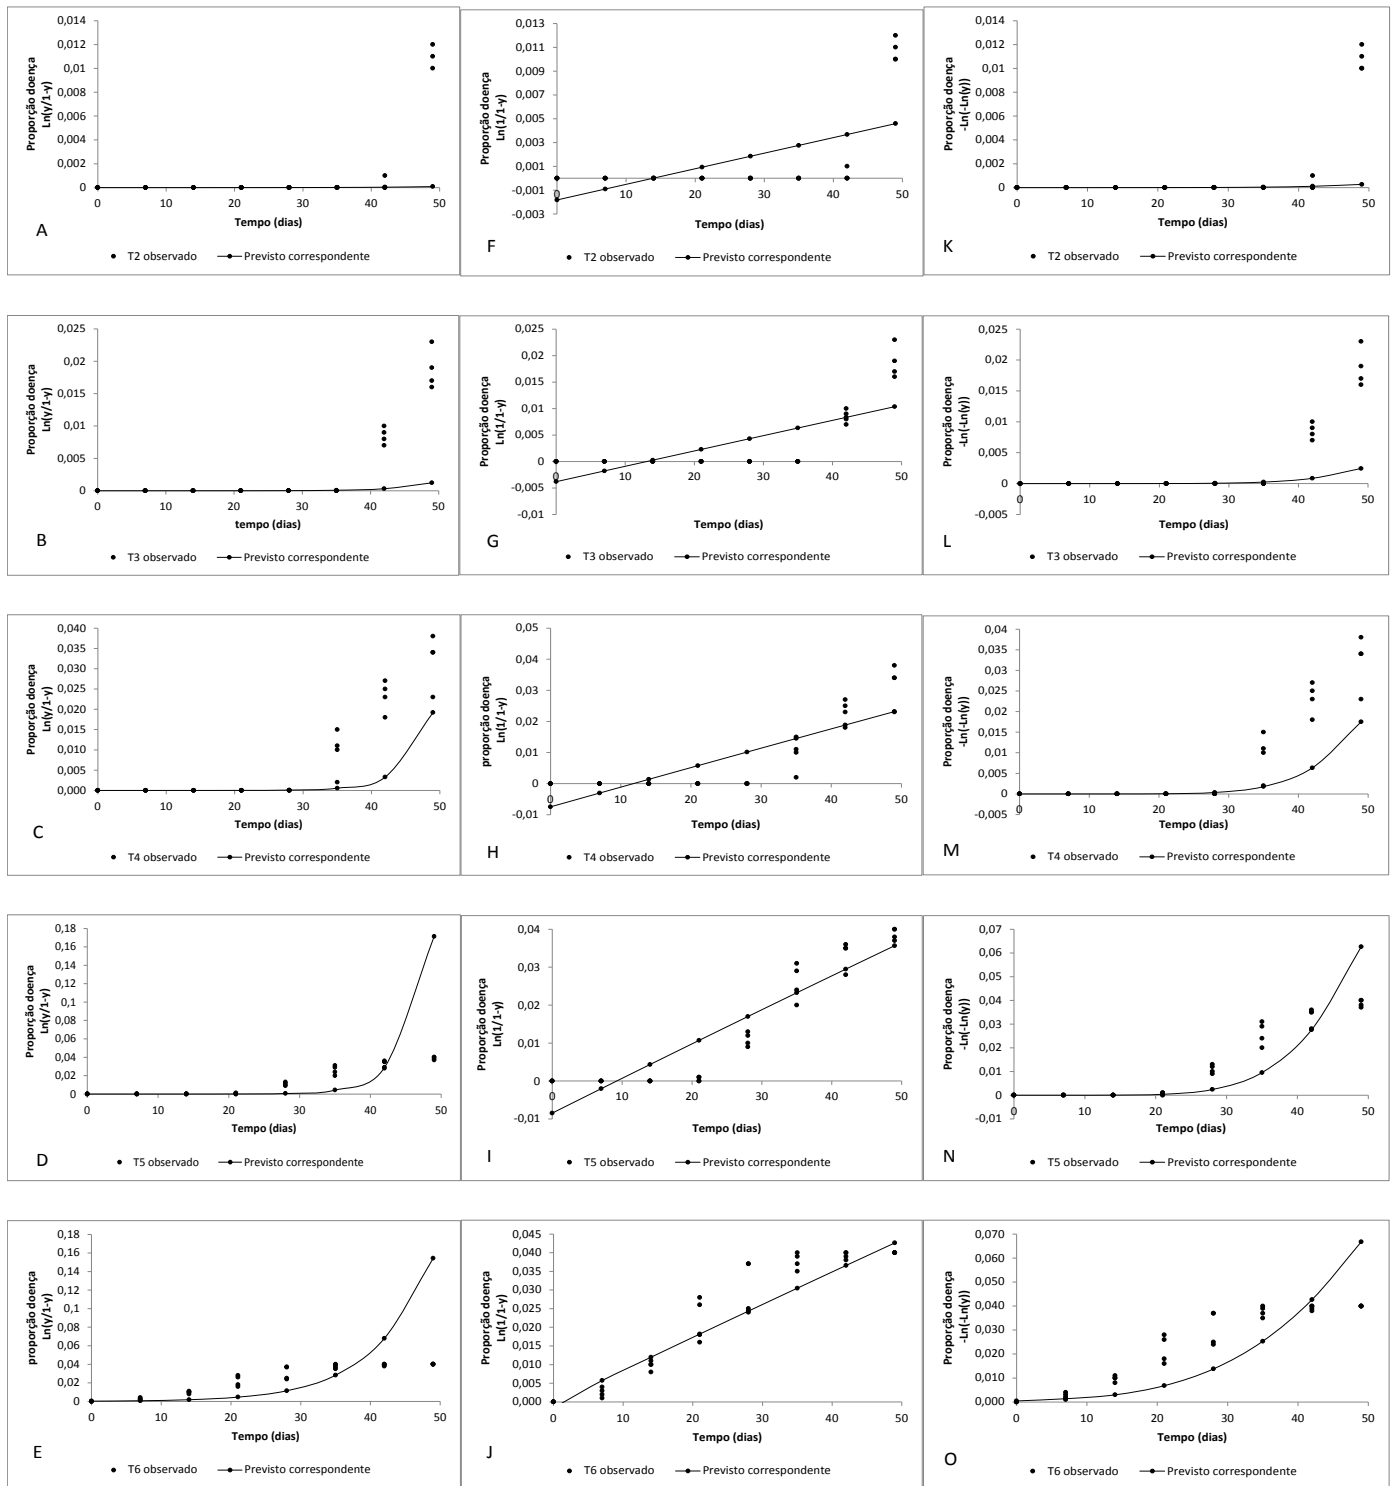 Proporção doença
Ln(y/1-y)
0,014
0,012
0,01
0,008
0,006
0,004
0,002
0
0 10 20 30 40 50
Tempo (dias)
A
T2 observado Previsto correspondente
Proporção doença
Ln(1/1-y)
0,013
0,011
0,009
0,007
0,005
0,003
0,001
-0,001
-0,003
0 10 20 30 40 50
Tempo (dias)
F
T2 observado Previsto correspondente
Proporção doença
-Ln(-Ln(y))
0,014
0,012
0,01
0,008
0,006
0,004
0,002
0
0 10 20 30 40 50
Tempo (dias)
K
T2 observado Previsto correspondente
Proporção doença
Ln(y/1-y)
0,025
0,02
0,015
0,01
0,005
0
0 10 20 30 40 50
tempo (dias)
B
T3 observado Previsto correspondente
Proporção doença
Ln(1/1-y)
0,025
0,02
0,015
0,01
0,005
0
-0,005
-0,01
0 10 20 30 40 50
Tempo (dias)
G
T3 observado Previsto correspondente
Proporção doença
-Ln(-Ln(y))
0,025
0,02
0,015
0,01
0,005
0
-0,005
0 10 20 30 40 50
Tempo (dias)
L
T3 observado Previsto correspondente
Proporção doença
Ln(y/1-y)
0,040
0,035
0,030
0,025
0,020
0,015
0,010
0,005
0,000
0 10 20 30 40 50
Tempo (dias)
C
T4 observado Previsto correspondente
proporção doença
Ln(1/1-y)
0,05
0,04
0,03
0,02
0,01
0
-0,01
0 10 20 30 40 50
Tempo (dias)
H
T4 observado Previsto correspondente
Proporção doença
-Ln(-Ln(y))
0,04
0,035
0,03
0,025
0,02
0,015
0,01
0,005
0
-0,005
0 10 20 30 40 50
Tempo (dias)
M
T4 observado Previsto correspondente
Proporção doença
Ln(y/1-y)
0,18
0,16
0,14
0,12
0,1
0,08
0,06
0,04
0,02
0
0 10 20 30 40 50
Tempo (dias)
D
T5 observado Previsto correspondente
Proporção doença
Ln(1/1-y)
0,04
0,03
0,02
0,01
0
-0,01
0 10 20 30 40 50
Tempo (dias)
I
T5 observado Previsto correspondente
Proporção doença
-Ln(-Ln(y))
0,07
0,06
0,05
0,04
0,03
0,02
0,01
0
-0,01
0 10 20 30 40 50
Tempo (dias)
N
T5 observado Previsto correspondente
proporção doença
Ln(y/1-y)
0,18
0,16
0,14
0,12
0,1
0,08
0,06
0,04
0,02
0
0 10 20 30 40 50
Tempo (dias)
E
T6 observado Previsto correspondente
Proporção doença
Ln(1/1-y)
0,045
0,040
0,035
0,030
0,025
0,020
0,015
0,010
0,005
0,000
0 10 20 30 40 50
Tempo (dias)
J
T6 observado Previsto correspondente
Proporção doença
-Ln(-Ln(y))
0,070
0,060
0,050
0,040
0,030
0,020
0,010
0,000
0 10 20 30 40 50
Tempo (dias)
O
T6 observado Previsto correspondente